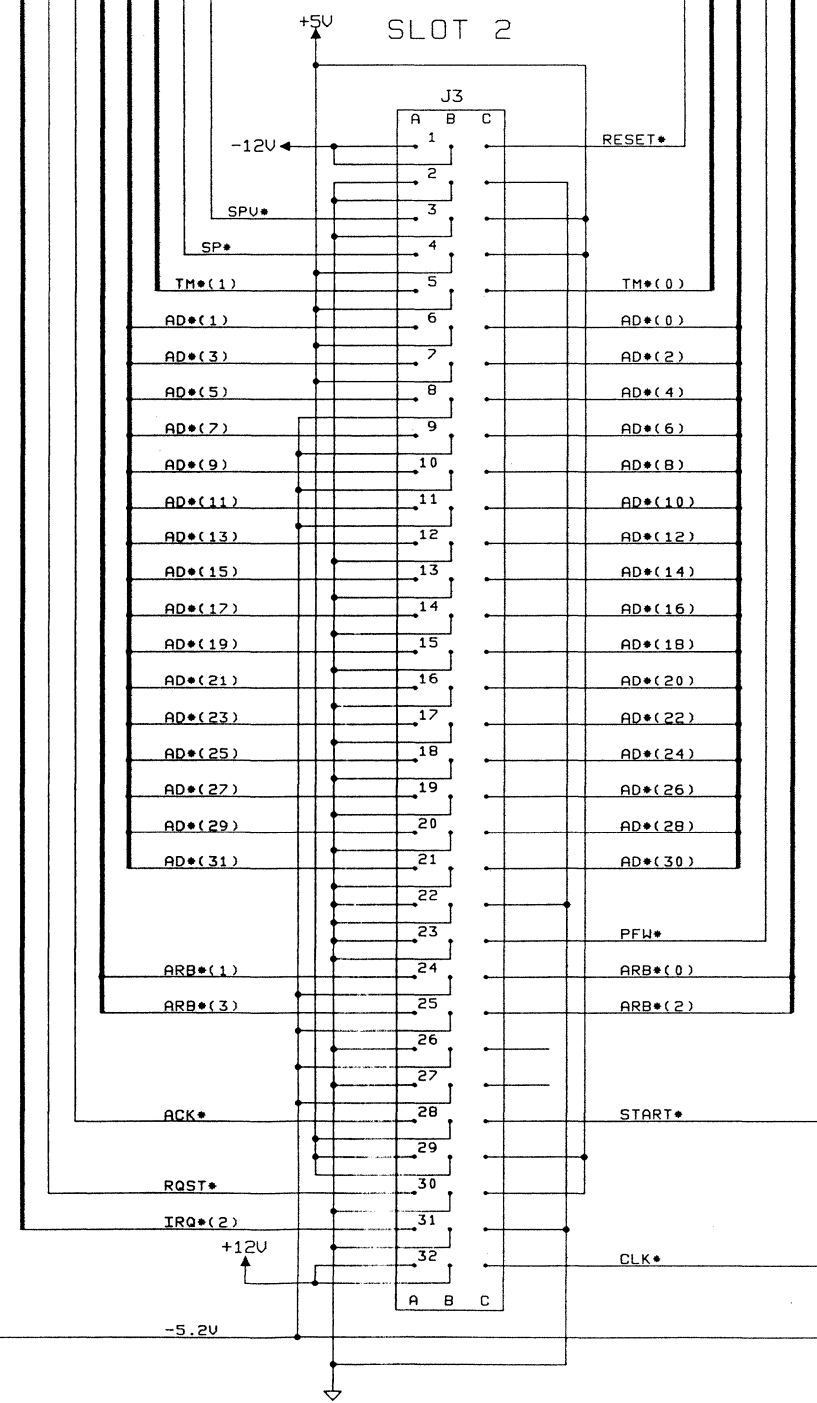 +5V SLOT 2
J3
A B C
-12V 1 RESET*
2
SPV* 3
SP* 4
TM*(1) 5 TM*(0)
AD*(1) 6 AD*(0)
AD*(3) 7 AD*(2)
AD*(5) 8 AD*(4)
AD*(7) 9 AD*(6)
AD*(9) 10 AD*(8)
AD*(11) 11 AD*(10)
AD*(13) 12 AD*(12)
AD*(15) 13 AD*(14)
AD*(17) 14 AD*(16)
AD*(19) 15 AD*(18)
AD*(21) 16 AD*(20)
AD*(23) 17 AD*(22)
AD*(25) 18 AD*(24)
AD*(27) 19 AD*(26)
AD*(29) 20 AD*(28)
AD*(31) 21 AD*(30)
22
23 PFW*
ARB*(1) 24 ARB*(0)
ARB*(3) 25 ARB*(2)
26
27
ACK* 28 START*
29
RQST* 30
IRQ*(2) 31
+12V 32 CLK*
A B C
-5.2V